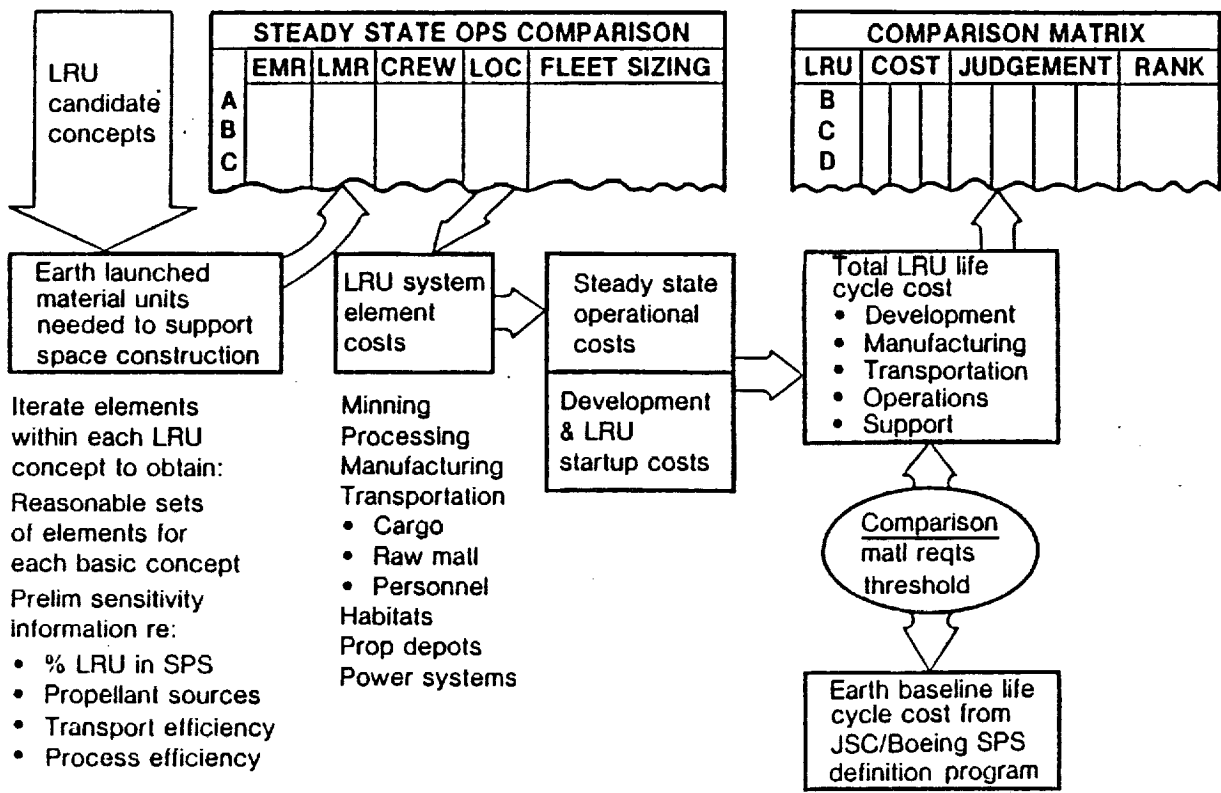 LRU
candidate
concepts
STEADY STATE OPS COMPARISON
EMR LMR CREW LOC FLEET SIZING
A
B
C
COMPARISON MATRIX
LRU COST JUDGEMENT RANK
B
C
D
Earth launched
material units
needed to support
space construction
Iterate elements
within each LRU
concept to obtain:
Reasonable sets
of elements for
each basic concept
Prelim sensitivity
information re:
• % LRU in SPS
• Propellant sources
• Transport efficiency
• Process efficiency
LRU system
element
costs
Minning
Processing
Manufacturing
Transportation
• Cargo
• Raw matl
• Personnel
Habitats
Prop depots
Power systems
Steady state
operational
costs
Development
& LRU
startup costs
Total LRU life
cycle cost
• Development
• Manufacturing
• Transportation
• Operations
• Support
Comparison
matl reqts
threshold
Earth baseline life
cycle cost from
JSC/Boeing SPS
definition program